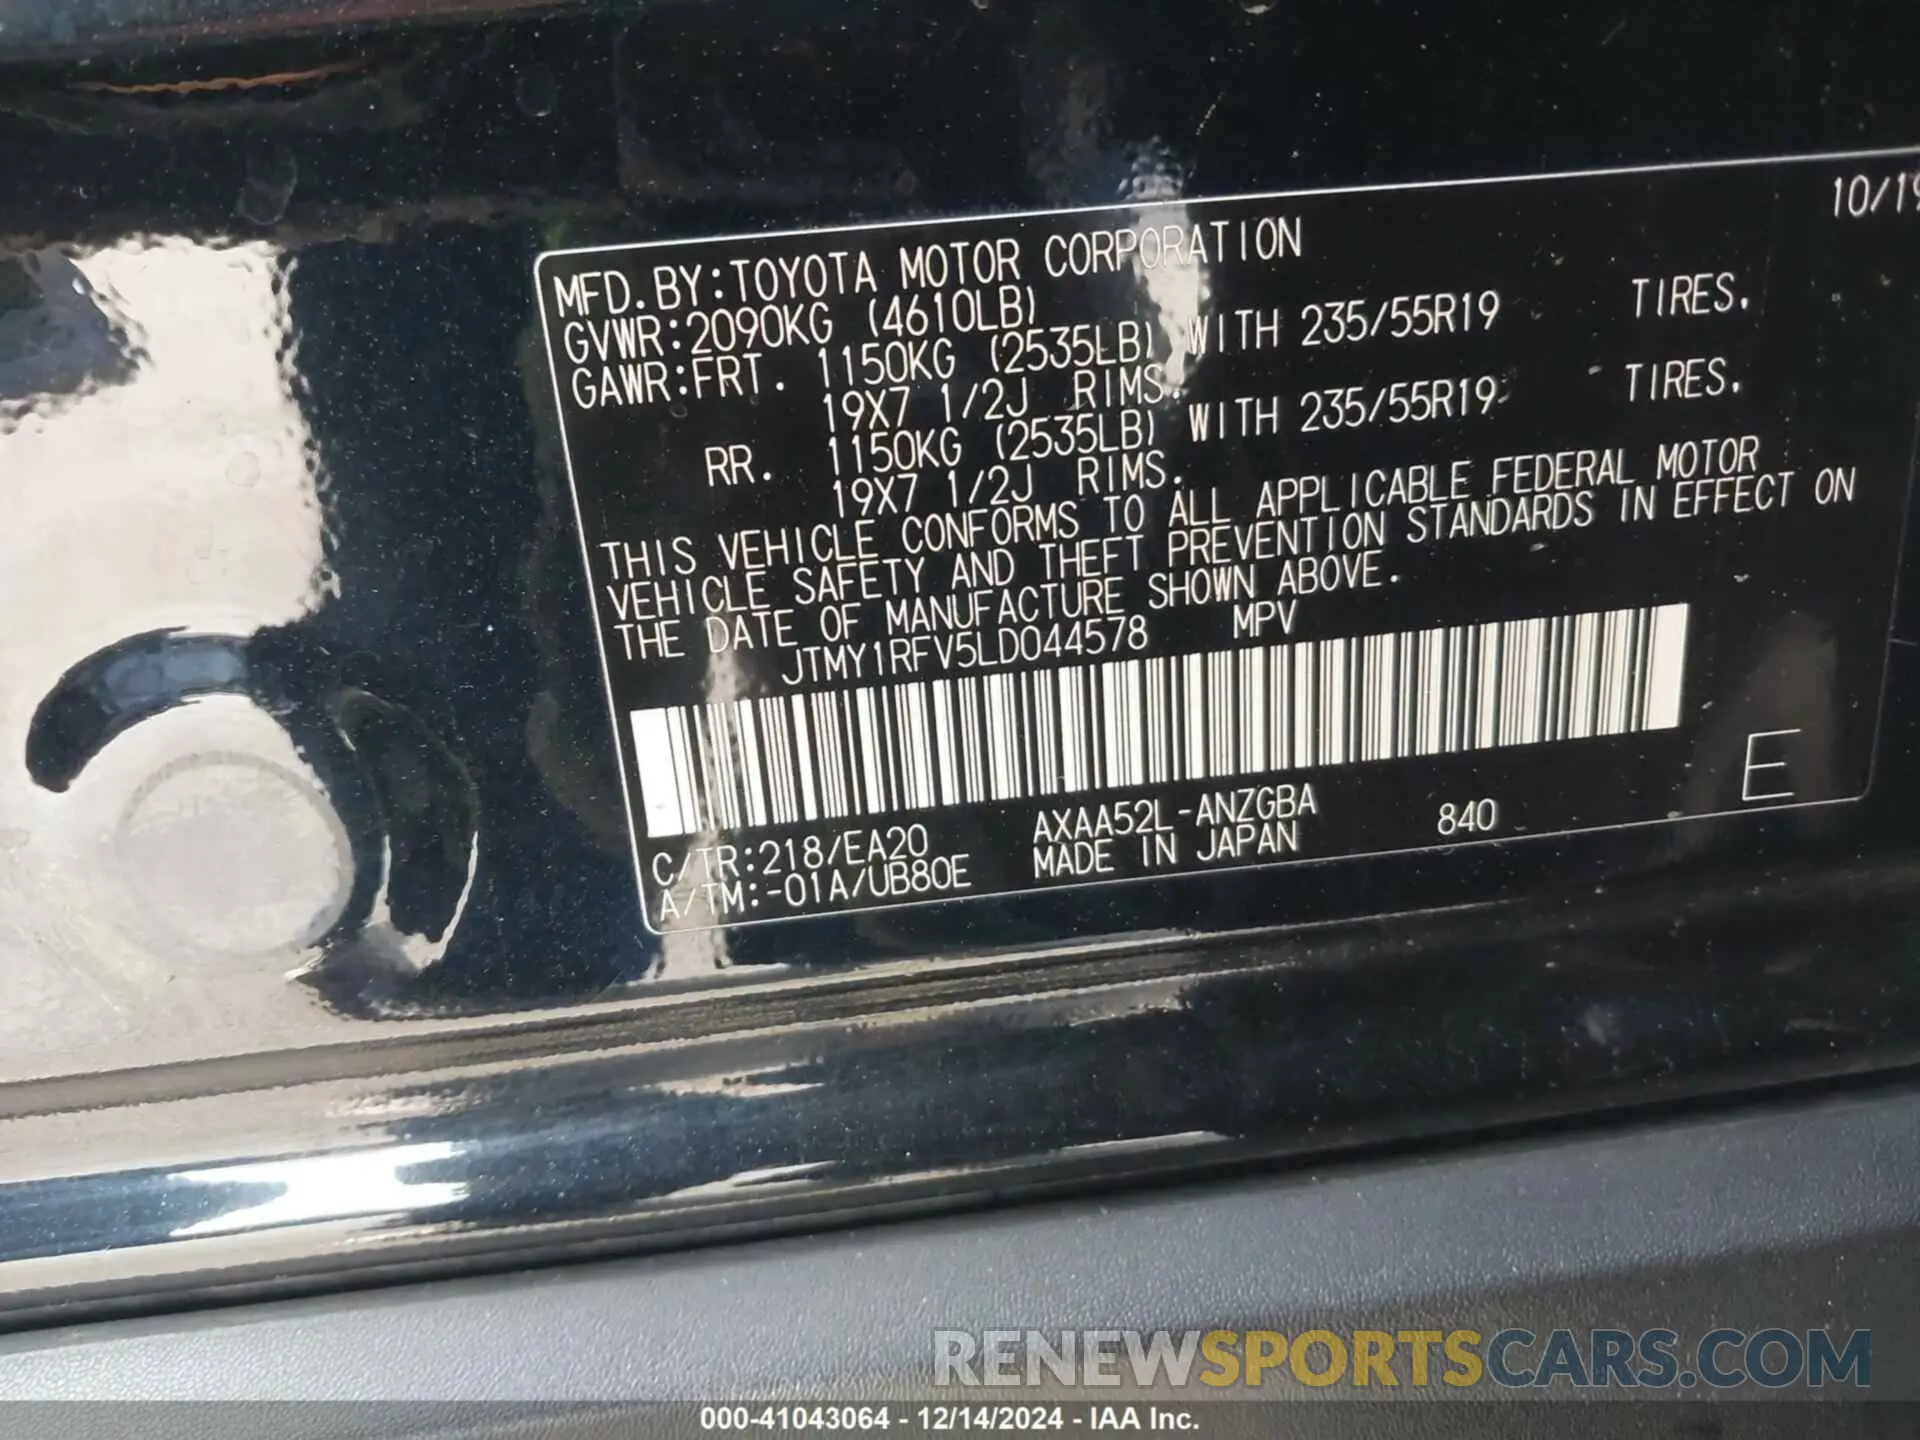 10/19
MFD.BY:TOYOTA MOTOR CORPORATION
GVWR:2090KG (4610LB)
GAWR:FRT. 1150KG (2535LB) WITH 235/55R19 TIRES.
19X7 1/2J RIMS.
RR. 1150KG (2535LB) WITH 235/55R19 TIRES.
19X7 1/2J RIMS.
THIS VEHICLE CONFORMS TO ALL APPLICABLE FEDERAL MOTOR
VEHICLE SAFETY AND THEFT PREVENTION STANDARDS IN EFFECT ON
THE DATE OF MANUFACTURE SHOWN ABOVE.
JTMY1RFV5LD044578 MPV
E
C/TR:218/EA20 AXAA52L-ANZGBA 840
A/TM:-01A/UB80E MADE IN JAPAN
RENEWSPORTSCARS.COM
000-41043064 - 12/14/2024 - IAA Inc.